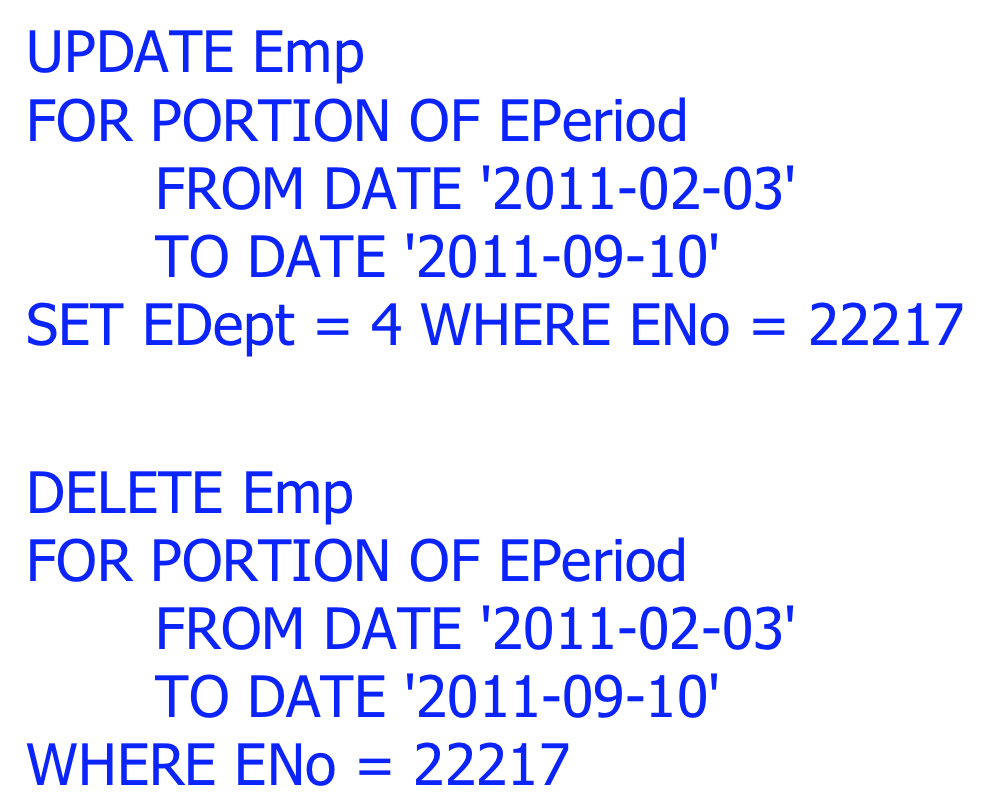 UPDATE Emp
FOR PORTION OF EPeriod
FROM DATE '2011-02-03'
TO DATE '2011-09-10'
SET EDept = 4 WHERE ENo = 22217
DELETE Emp
FOR PORTION OF EPeriod
FROM DATE '2011-02-03'
TO DATE '2011-09-10'
WHERE ENo = 22217